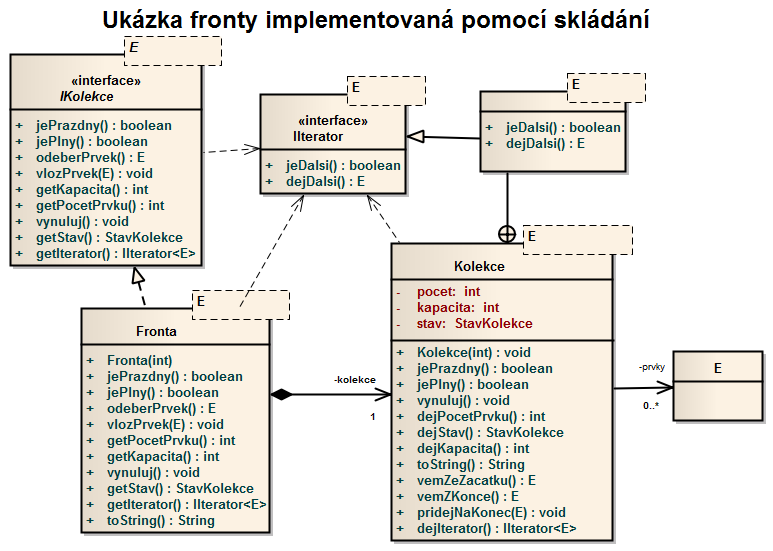 Ukázka fronty implementovaná pomocí skládání
E
«interface»
IKolekce
+ jePrazdny() : boolean
+ jePlny() : boolean
+ odeberPrvek() : E
+ vlozPrvek(E) : void
+ getKapacita() : int
+ getPocetPrvku() : int
+ vynuluj() : void
+ getStav() : StavKolekce
+ getIterator() : IIterator<E>
E
«interface»
IIterator
+ jeDalsi() : boolean
+ dejDalsi() : E
E
+ jeDalsi() : boolean
+ dejDalsi() : E
E
Fronta
+ Fronta(int)
+ jePrazdny() : boolean
+ jePlny() : boolean
+ odeberPrvek() : E
+ vlozPrvek(E) : void
+ getPocetPrvku() : int
+ getKapacita() : int
+ vynuluj() : void
+ getStav() : StavKolekce
+ getIterator() : IIterator<E>
+ toString() : String
-kolekce
1
E
Kolekce
- pocet: int
- kapacita: int
- stav: StavKolekce
+ Kolekce(int) : void
+ jePrazdny() : boolean
+ jePlny() : boolean
+ vynuluj() : void
+ dejPocetPrvku() : int
+ dejStav() : StavKolekce
+ dejKapacita() : int
+ toString() : String
+ vemZeZacatku() : E
+ vemZKonce() : E
+ pridejNaKonec(E) : void
+ dejIterator() : IIterator<E>
-prvky
0..*
E